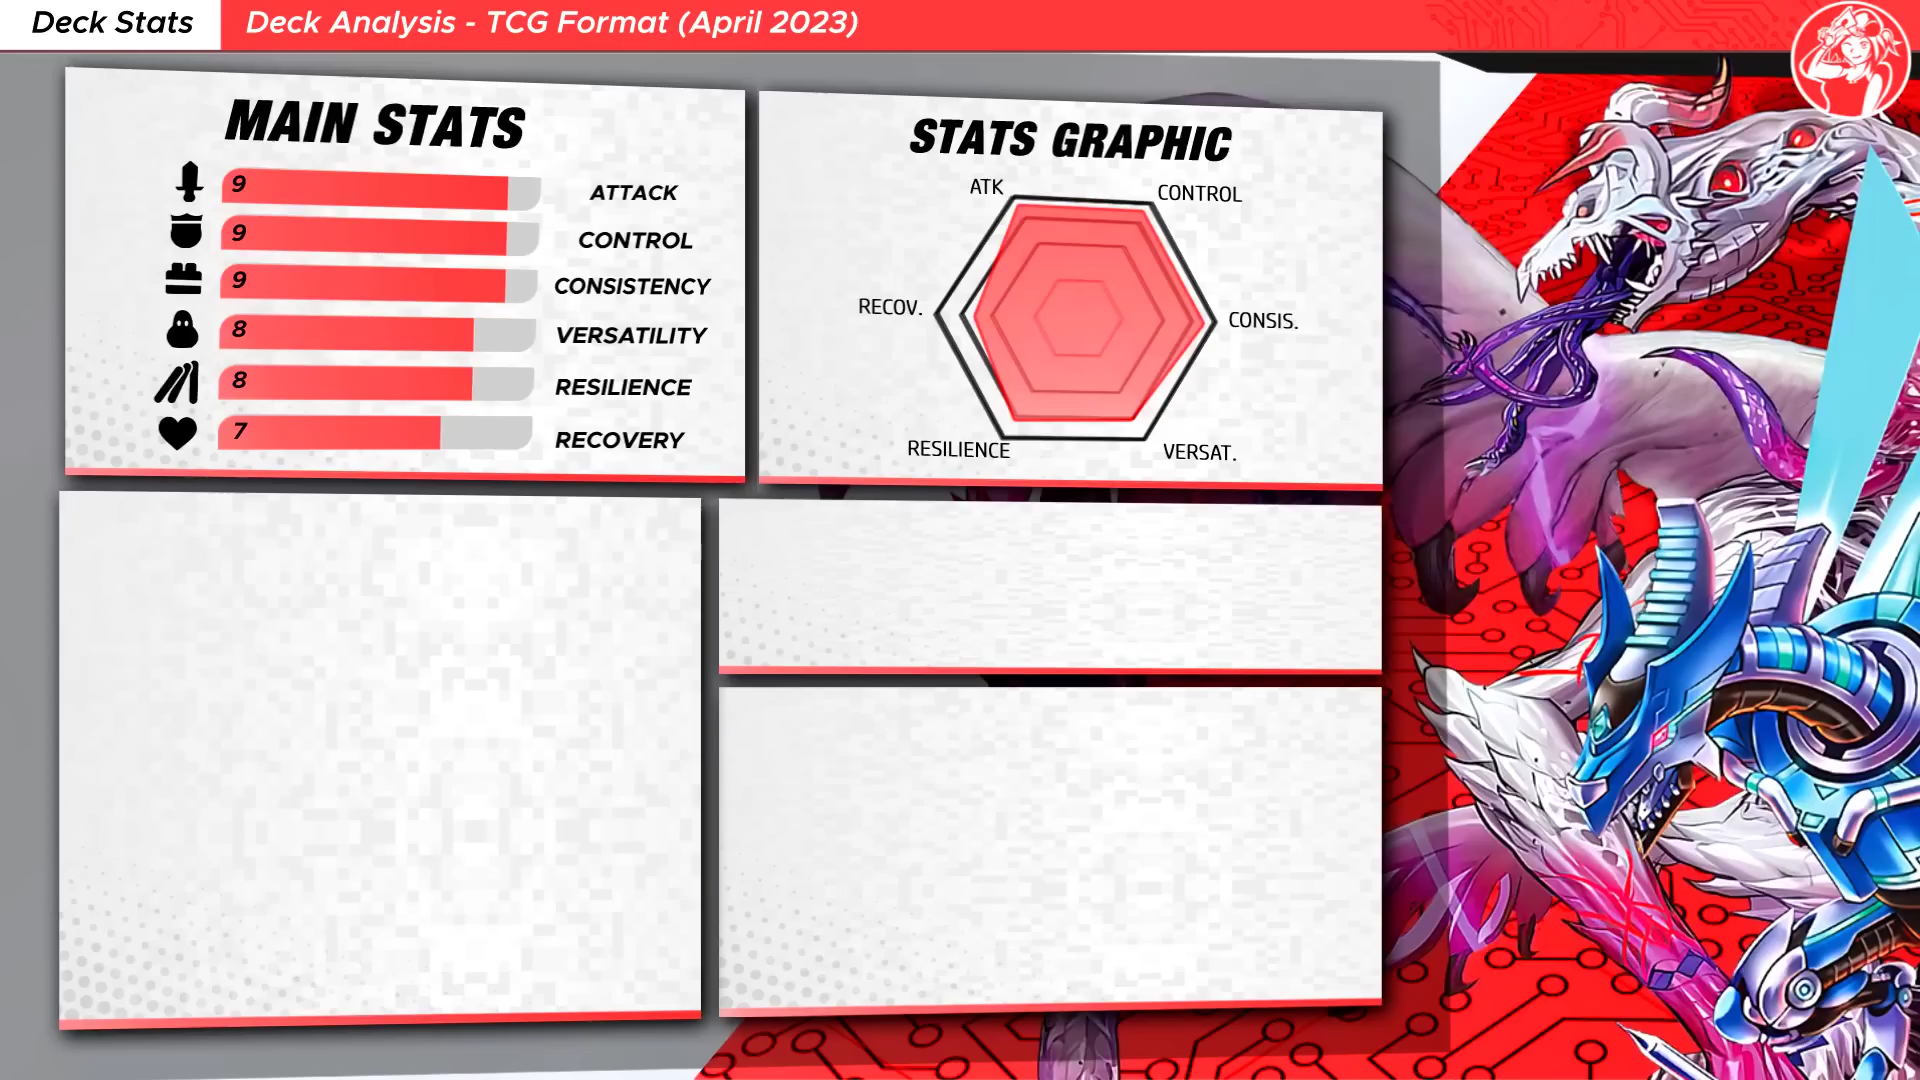 Deck Stats
Deck Analysis - TCG Format (April 2023)
MAIN STATS
9 ATTACK
9 CONTROL
9 CONSISTENCY
8 VERSATILITY
8 RESILIENCE
7 RECOVERY
STATS GRAPHIC
ATK
CONTROL
RECOV.
CONSIS.
RESILIENCE
VERSAT.